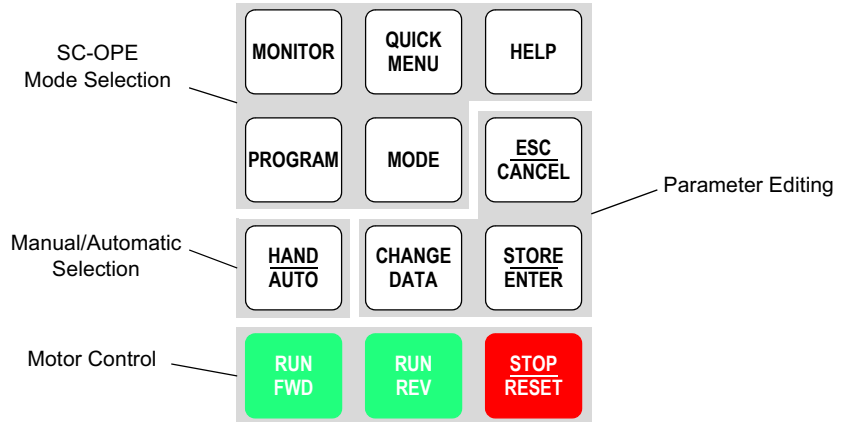 SC-OPE
Mode Selection
MONITOR
QUICK
MENU
HELP
PROGRAM
MODE
ESC
CANCEL
Parameter Editing
Manual/Automatic
Selection
HAND
AUTO
CHANGE
DATA
STORE
ENTER
Motor Control
RUN
FWD
RUN
REV
STOP
RESET